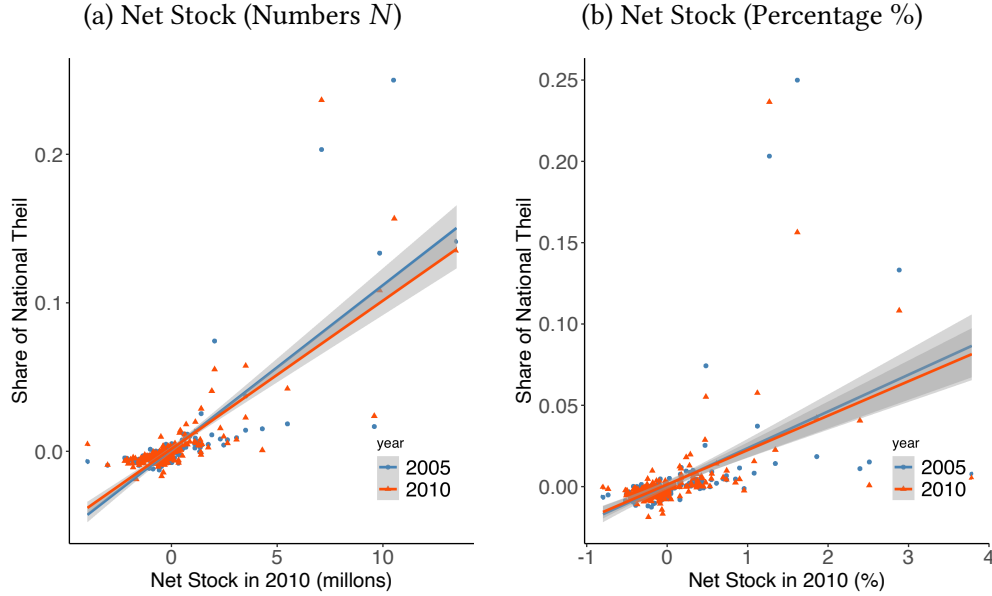 (a) Net Stock (Numbers N)
Share of National Theil
0.2
0.1
0.0
year
2005
2010
0
5
10
Net Stock in 2010 (millons)
(b) Net Stock (Percentage %)
Share of National Theil
0.25
0.20
0.15
0.10
0.05
0.00
year
2005
2010
-1
0
1
2
3
4
Net Stock in 2010 (%)